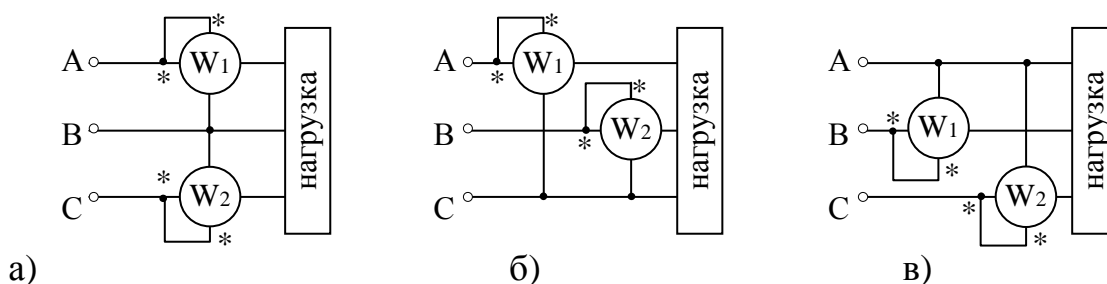 A * * W1 нагрузка
B
C * W2 *
а)
A * * W1 нагрузка
B * * W2
C
б)
A нагрузка
B * W1 *
C * W2 *
в)